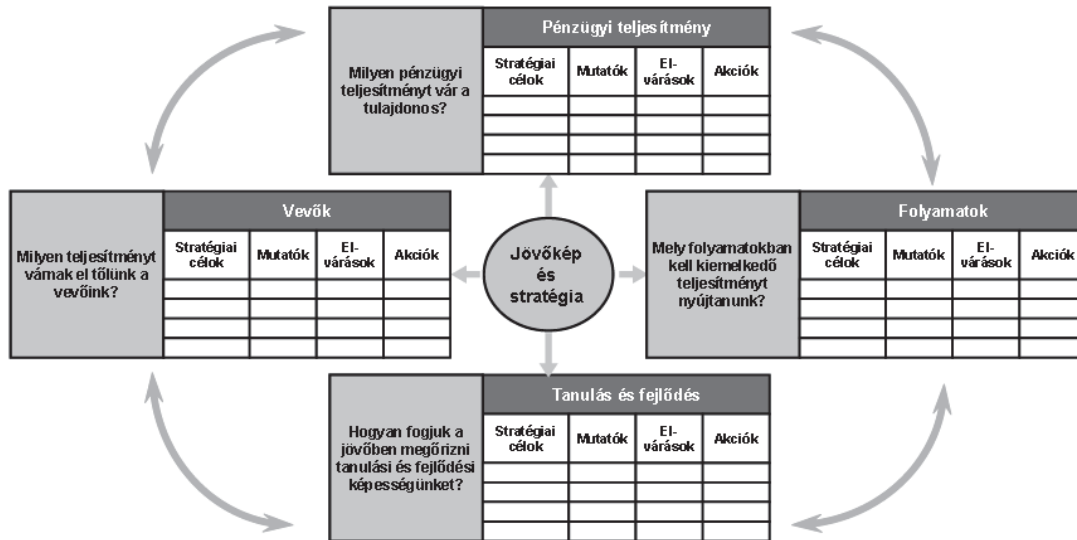 Pénzügyi teljesítmény
Milyen pénzügyi
teljesítményt vár a
tulajdonos?
Stratégiai
célok
Mutatók
El-
várások
Akciók
Vevők
Milyen teljesítményt
várnak el tőlünk a
vevőink?
Stratégiai
célok
Mutatók
El-
várások
Akciók
Jövőkép
és
stratégia
Folyamatok
Mely folyamatokban
kell kiemelkedő
teljesítményt
nyújtanunk?
Stratégiai
célok
Mutatók
El-
várások
Akciók
Tanulás és fejlődés
Hogyan fogjuk a
jövőben megőrizni
tanulási és fejlődési
képességünket?
Stratégiai
célok
Mutatók
El-
várások
Akciók